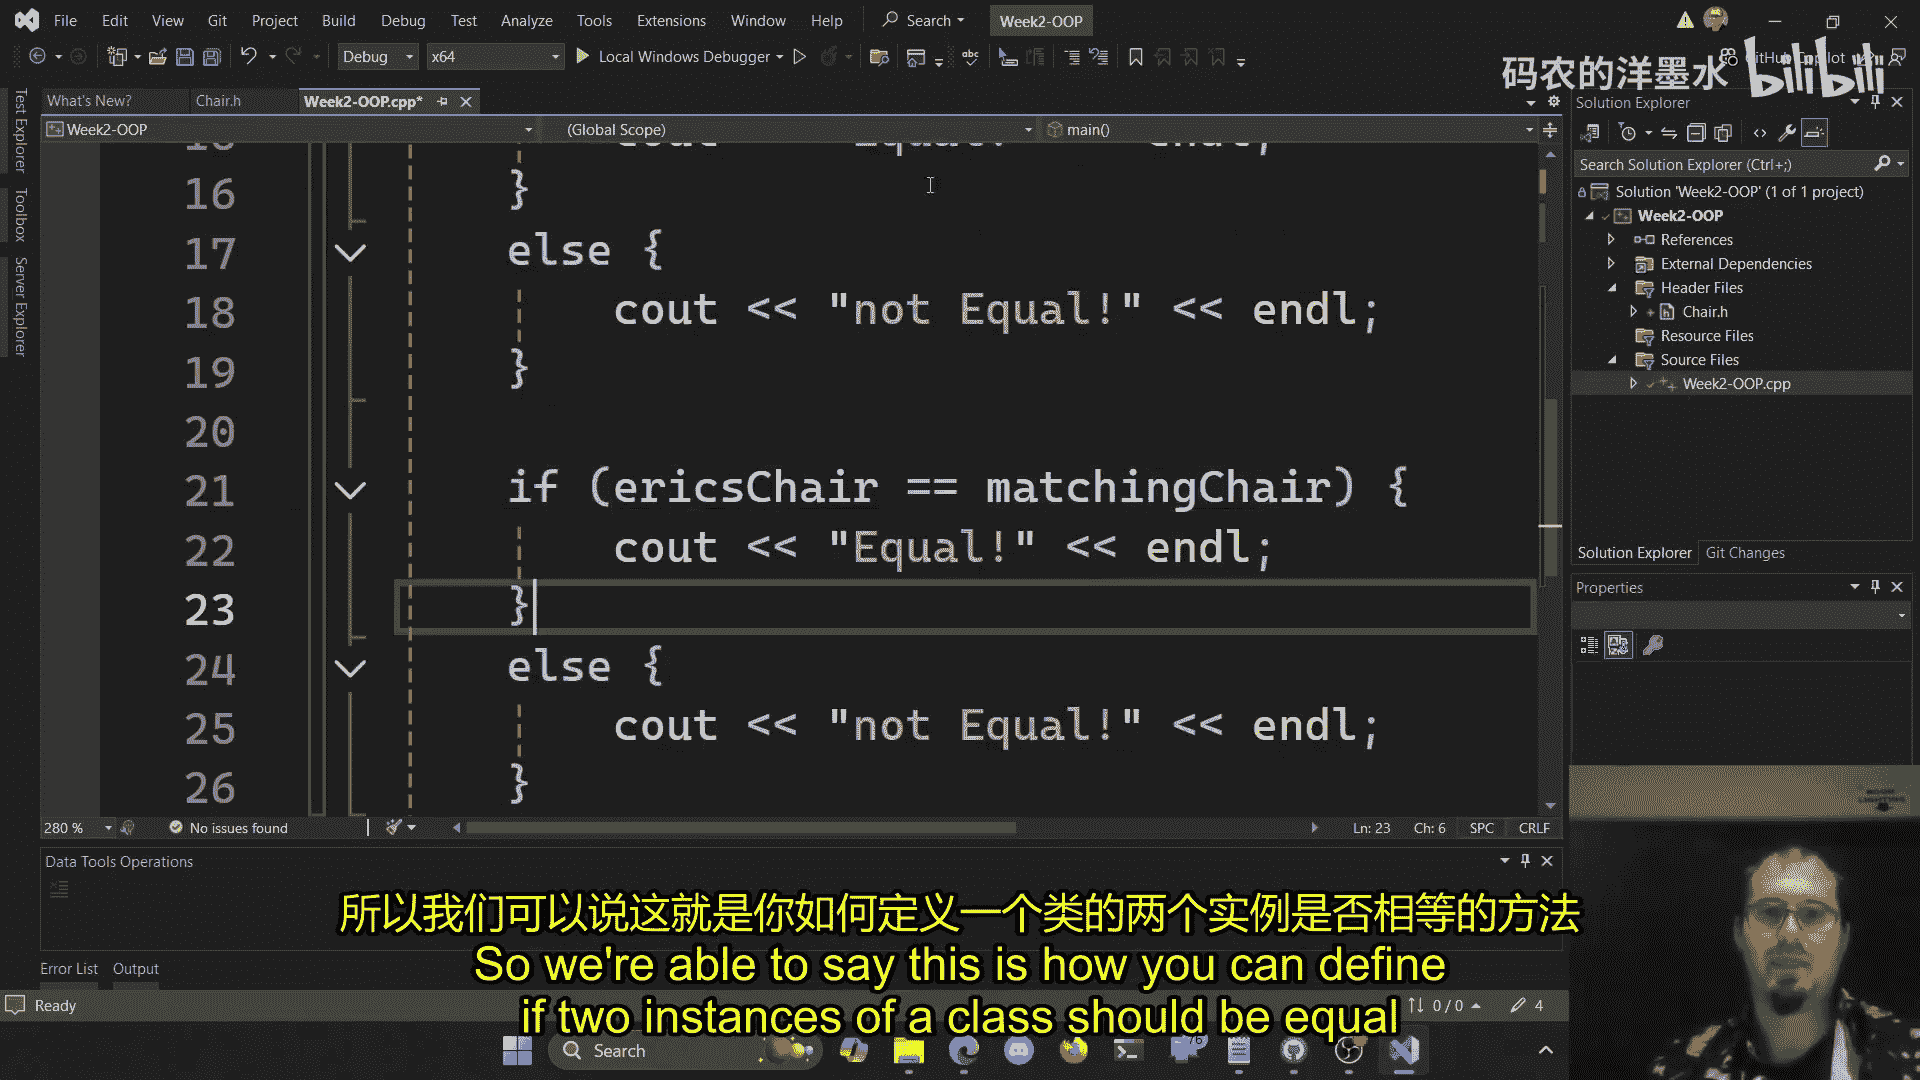 File Edit View Git Project Build Debug Test Analyze Tools Extensions Window Help Search Week2-OOP
Debug x64 Local Windows Debugger
码农的洋墨水 bilibili
What's New? Chair.h Week2-OOP.cpp*
Week2-OOP (Global Scope) main()
Test Explorer
Toolbox
Server Explorer
16 }
17 else {
18 cout << "not Equal!" << endl;
19 }
20
21 if (ericsChair == matchingChair) {
22 cout << "Equal!" << endl;
23 }
24 else {
25 cout << "not Equal!" << endl;
26 }
280 % No issues found Ln: 23 Ch: 6 SPC CRLF
Solution Explorer
Search Solution Explorer (Ctrl+;)
Solution 'Week2-OOP' (1 of 1 project)
Week2-OOP
References
External Dependencies
Header Files
Chair.h
Resource Files
Source Files
Week2-OOP.cpp
Solution Explorer Git Changes
Properties
Data Tools Operations
所以我们可以说这就是你如何定义一个类的两个实例是否相等的方法
So we're able to say this is how you can define
if two instances of a class should be equal
Error List Output
Ready 0 / 0 4
Search